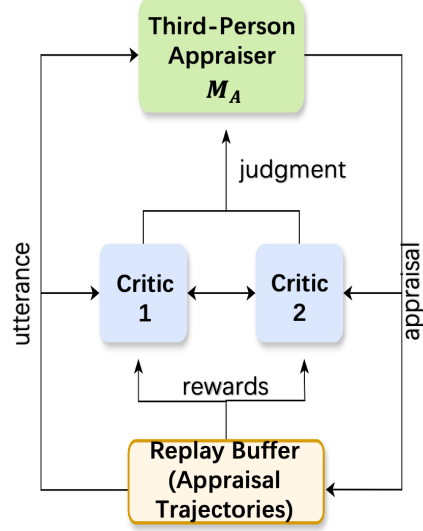 Third-Person
Appraiser
M_A
judgment
utterance
appraisal
Critic
1
Critic
2
rewards
Replay Buffer
(Appraisal
Trajectories)